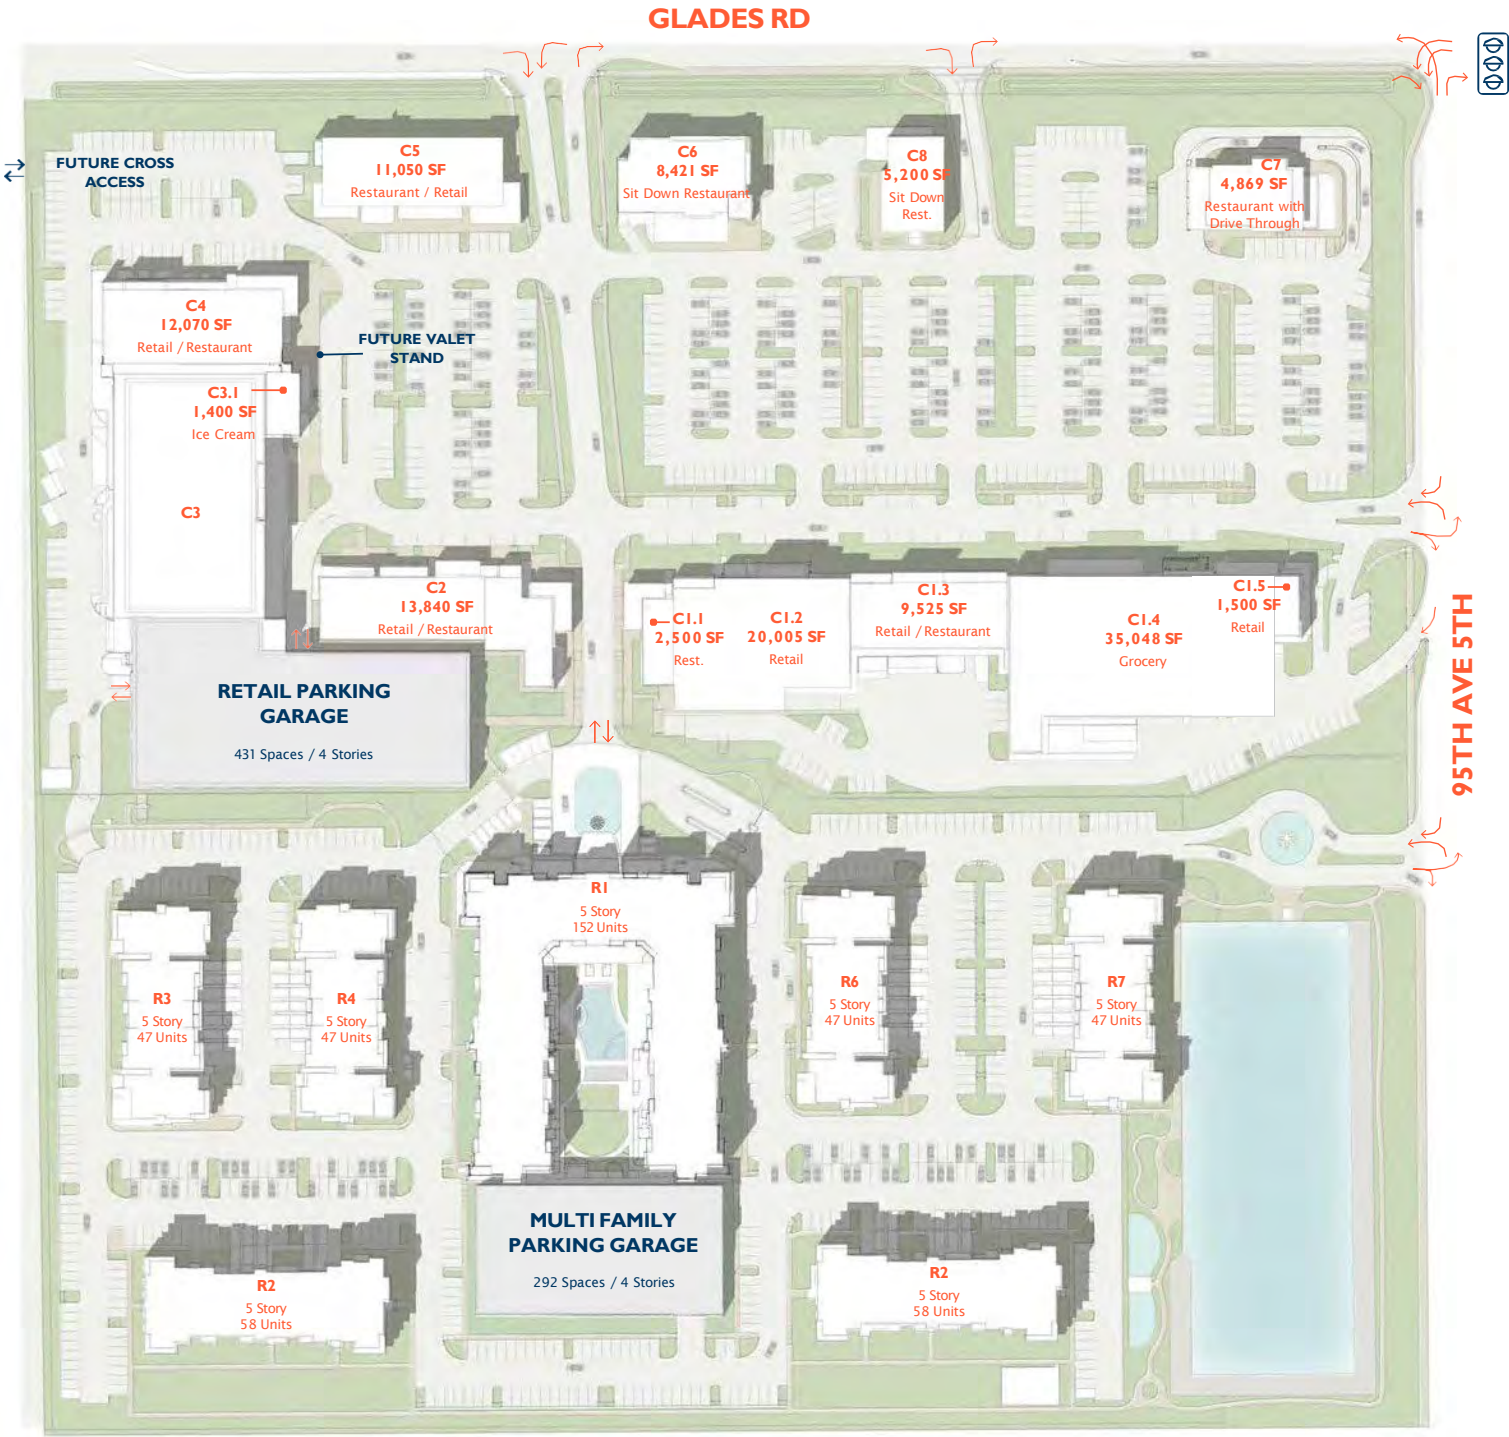 GLADES RD
FUTURE CROSS
ACCESS
C5
11,050 SF
Restaurant / Retail
C6
8,421 SF
Sit Down Restaurant
C8
5,200 SF
Sit Down
Rest.
C7
4,869 SF
Restaurant with
Drive Through
C4
12,070 SF
Retail / Restaurant
FUTURE VALET
STAND
C3.1
1,400 SF
Ice Cream
C3
C2
13,840 SF
Retail / Restaurant
C1.1
2,500 SF
Rest.
C1.2
20,005 SF
Retail
C1.3
9,525 SF
Retail / Restaurant
C1.4
35,048 SF
Grocery
C1.5
1,500 SF
Retail
95TH AVE 5TH
RETAIL PARKING
GARAGE
431 Spaces / 4 Stories
R1
5 Story
152 Units
R3
5 Story
47 Units
R4
5 Story
47 Units
R6
5 Story
47 Units
R7
5 Story
47 Units
MULTI FAMILY
PARKING GARAGE
292 Spaces / 4 Stories
R2
5 Story
58 Units
R2
5 Story
58 Units